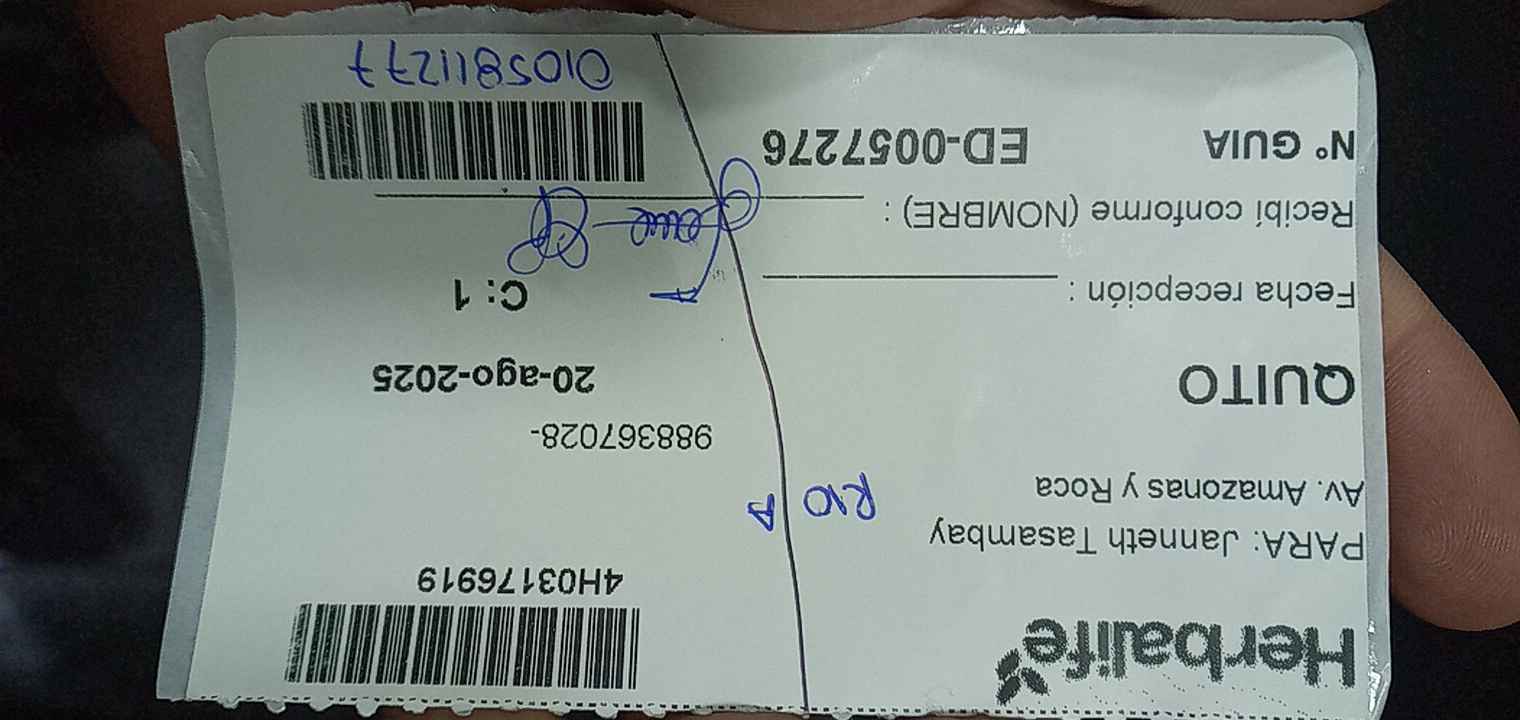 Herbalife
4H03176919
PARA: Janneth Tasambay
Av. Amazonas y Roca
R10 A
988367028-
QUITO
20-ago-2025
Fecha recepción :
C: 1
Recibí conforme (NOMBRE) :
Nº GUIA ED-0057276
0105811277